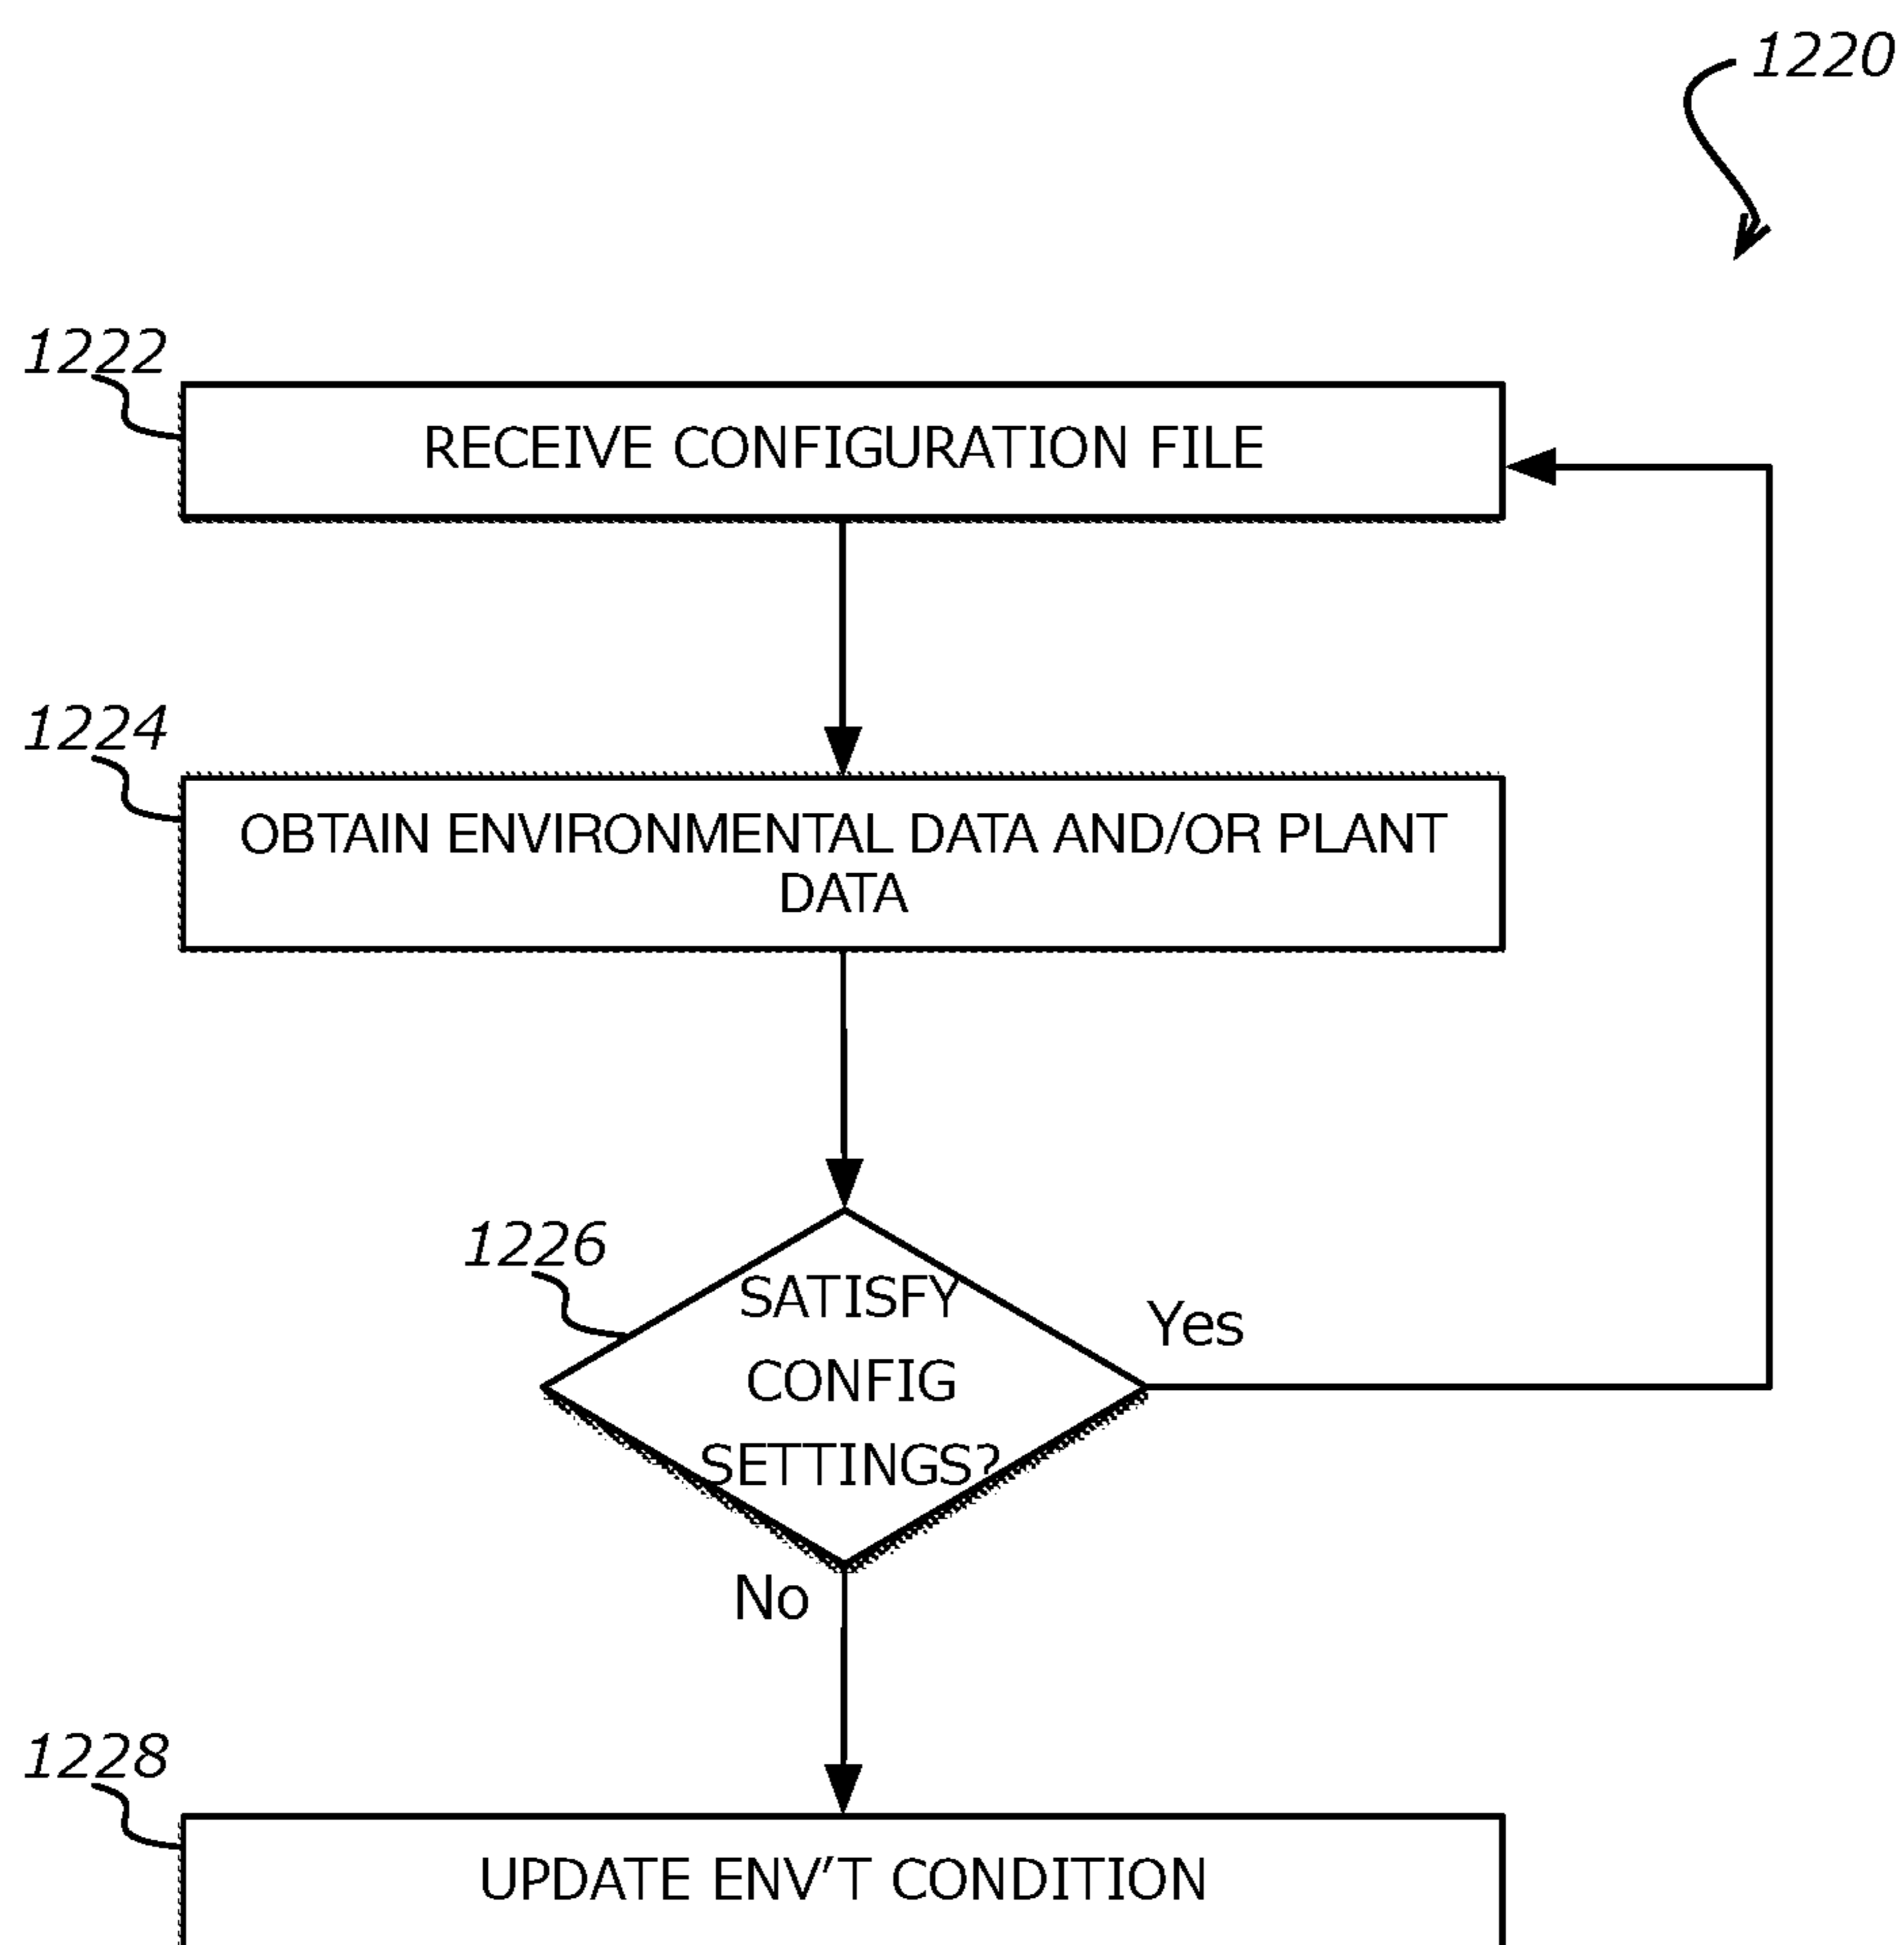 1220
1222
RECEIVE CONFIGURATION FILE
1224
OBTAIN ENVIRONMENTAL DATA AND/OR PLANT
DATA
1226
SATISFY
CONFIG
SETTINGS?
Yes
No
1228
UPDATE ENV'T CONDITION